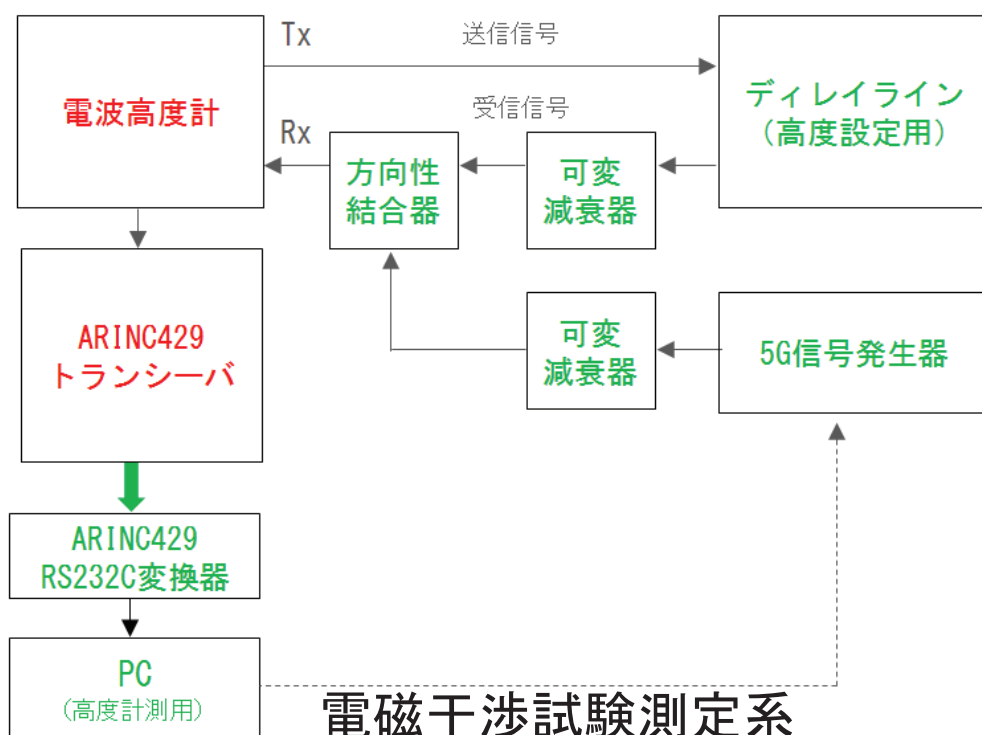 電波高度計
Tx
送信信号
ディレイライン
(高度設定用)
受信信号
Rx
方向性
結合器
可変
減衰器
ARINC429
トランシーバ
可変
減衰器
5G信号発生器
ARINC429
RS232C変換器
PC
(高度計測用)
電磁干渉試験測定系